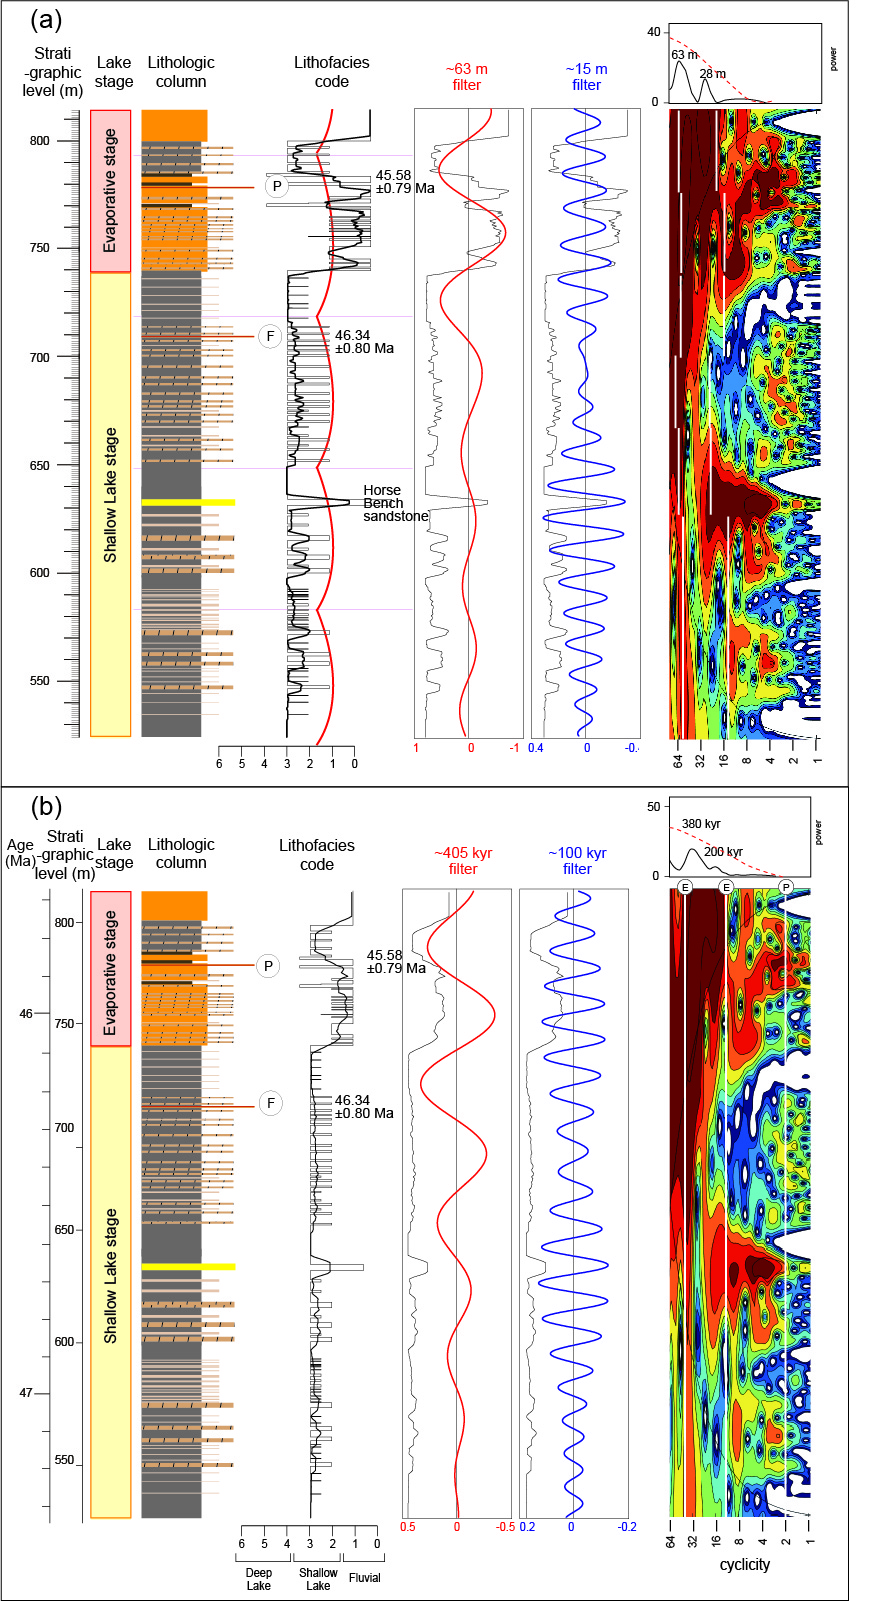 (a)
Strati
-graphic
level (m)
Lake
stage
Lithologic
column
Lithofacies
code
~63 m
filter
~15 m
filter
40
0
63 m
28 m
power
800
750
700
650
600
550
Evaporative stage
Shallow Lake stage
P
45.58
±0.79 Ma
F
46.34
±0.80 Ma
Horse
Bench
sandstone
6 5 4 3 2 1 0
1 0 -1
0.4 0 -0.4
64 32 16 8 4 2 1
(b)
Age
(Ma)
Strati
-graphic
level (m)
Lake
stage
Lithologic
column
Lithofacies
code
~405 kyr
filter
~100 kyr
filter
50
0
380 kyr
200 kyr
power
E E P
46
47
800
750
700
650
600
550
Evaporative stage
Shallow Lake stage
P
45.58
±0.79 Ma
F
46.34
±0.80 Ma
6 5 4 3 2 1 0
Deep
Lake
Shallow
Lake
Fluvial
0.5 0 -0.5
0.2 0 -0.2
64 32 16 8 4 2 1
cyclicity